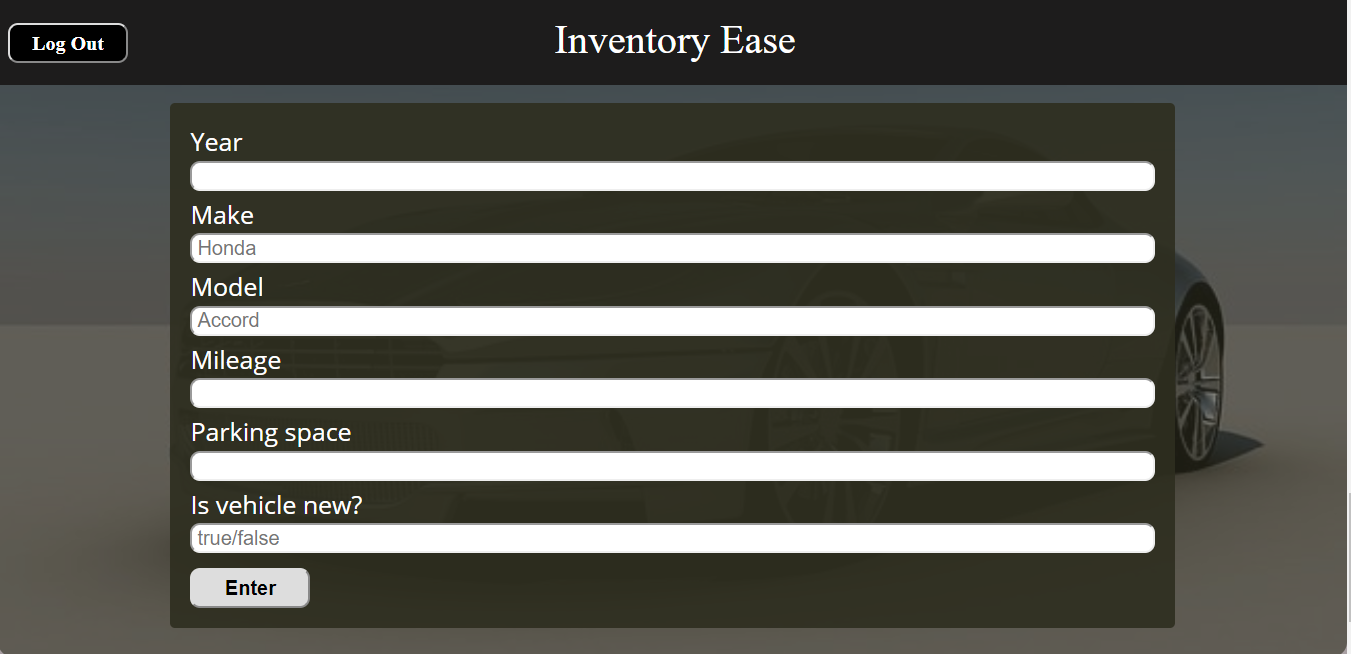 Log Out
Inventory Ease
Year
Make
Honda
Model
Accord
Mileage
Parking space
Is vehicle new?
true/false
Enter